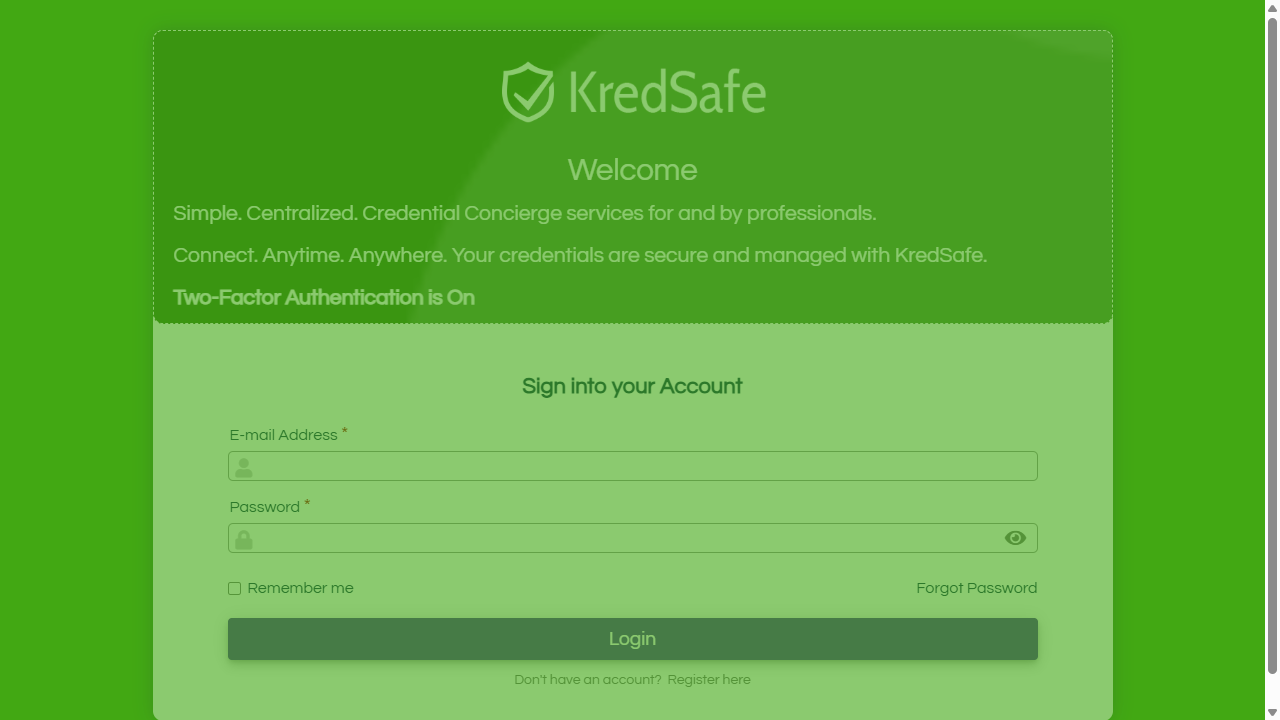 KredSafe
Welcome
Simple. Centralized. Credential Concierge services for and by professionals.
Connect. Anytime. Anywhere. Your credentials are secure and managed with KredSafe.
Two-Factor Authentication is On
Sign into your Account
E-mail Address *
Password *
Remember me
Forgot Password
Login
Don't have an account? Register here